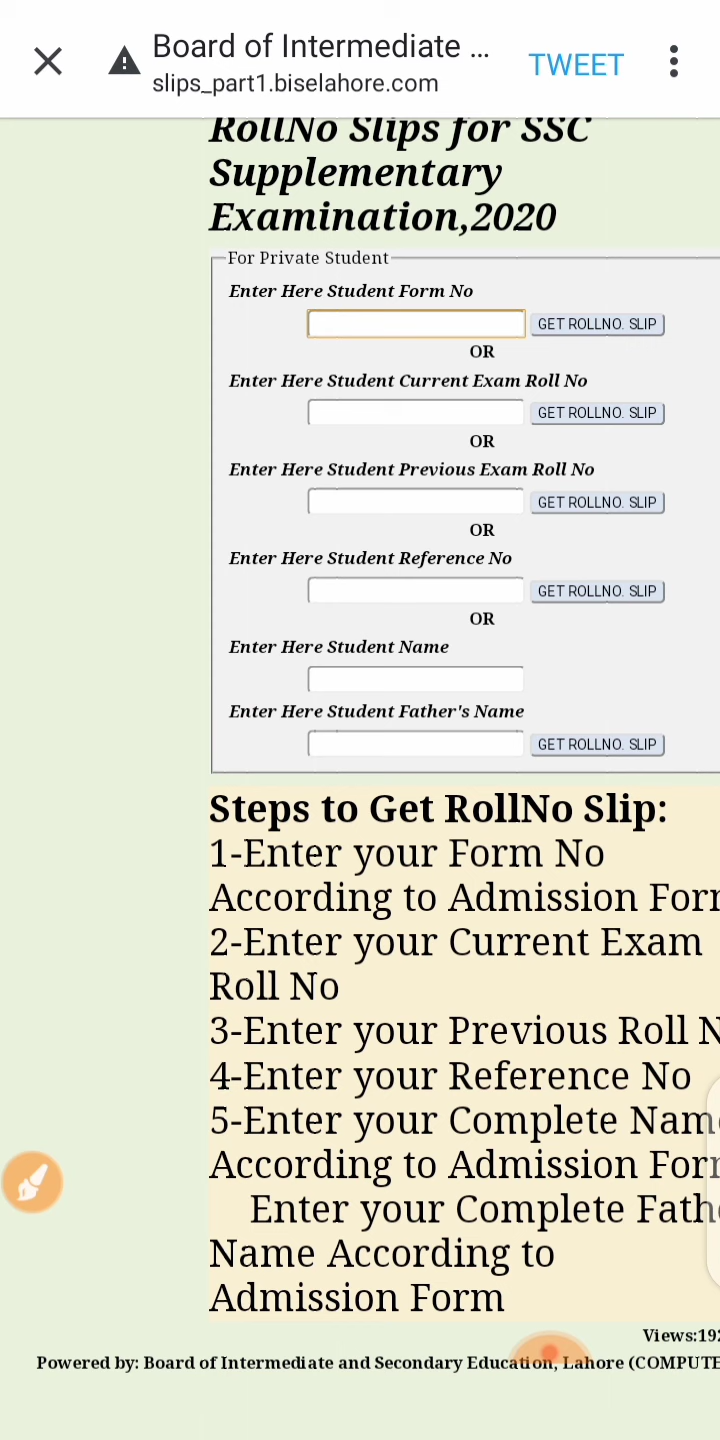 Board of Intermediate ...
TWEET
slips_part1.biselahore.com
RollNo Slips for SSC
Supplementary
Examination,2020
For Private Student
Enter Here Student Form No
GET ROLLNO. SLIP
OR
Enter Here Student Current Exam Roll No
GET ROLLNO. SLIP
OR
Enter Here Student Previous Exam Roll No
GET ROLLNO. SLIP
OR
Enter Here Student Reference No
GET ROLLNO. SLIP
OR
Enter Here Student Name
Enter Here Student Father's Name
GET ROLLNO. SLIP
Steps to Get RollNo Slip:
1-Enter your Form No
According to Admission
2-Enter your Current Exam
Roll No
3-Enter your Previous Roll
4-Enter your Reference No
5-Enter your Complete
According to Admission
Enter your Complete
Name According to
Admission Form
Views:
Powered by: Board of Intermediate and Secondary Education, Lahore